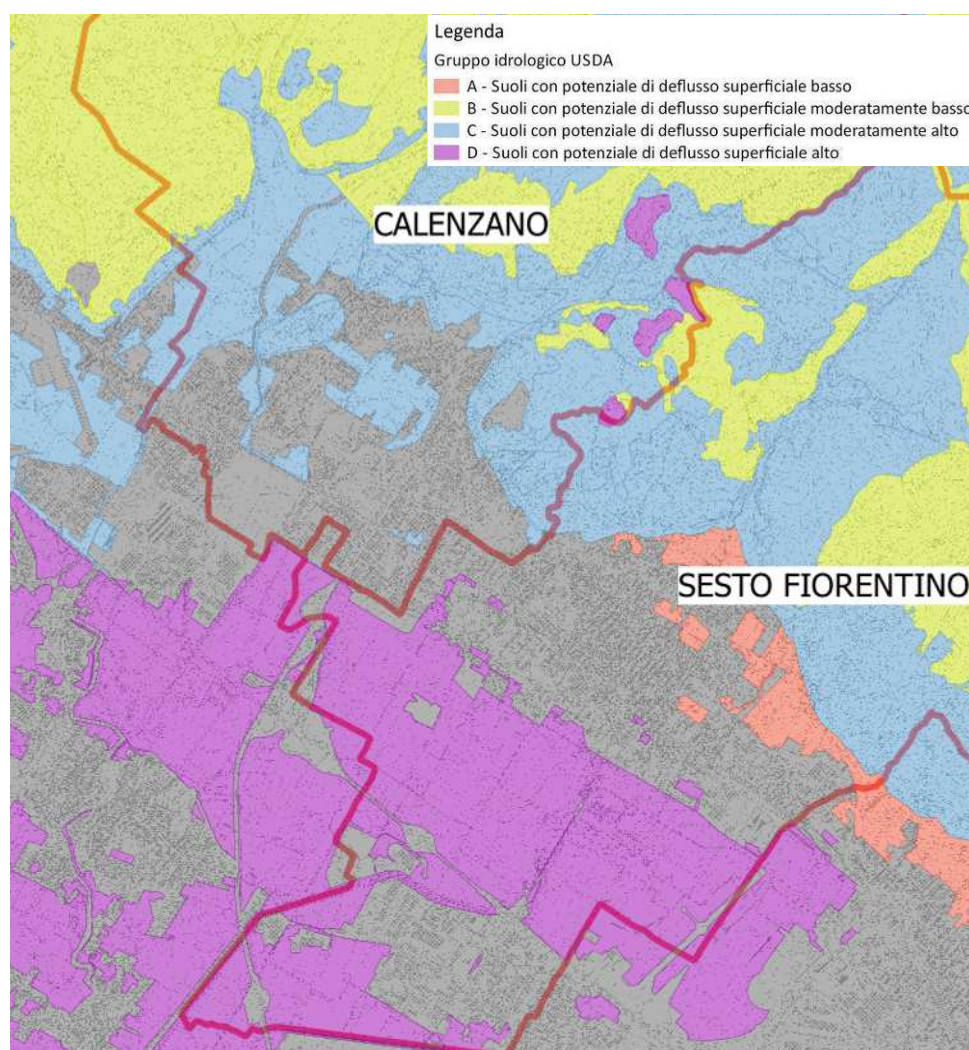 Legenda
Gruppo idrologico USDA
A - Suoli con potenziale di deflusso superficiale basso
B - Suoli con potenziale di deflusso superficiale moderatamente basso
C - Suoli con potenziale di deflusso superficiale moderatamente alto
D - Suoli con potenziale di deflusso superficiale alto
CALENZANO
SESTO FIORENTINO